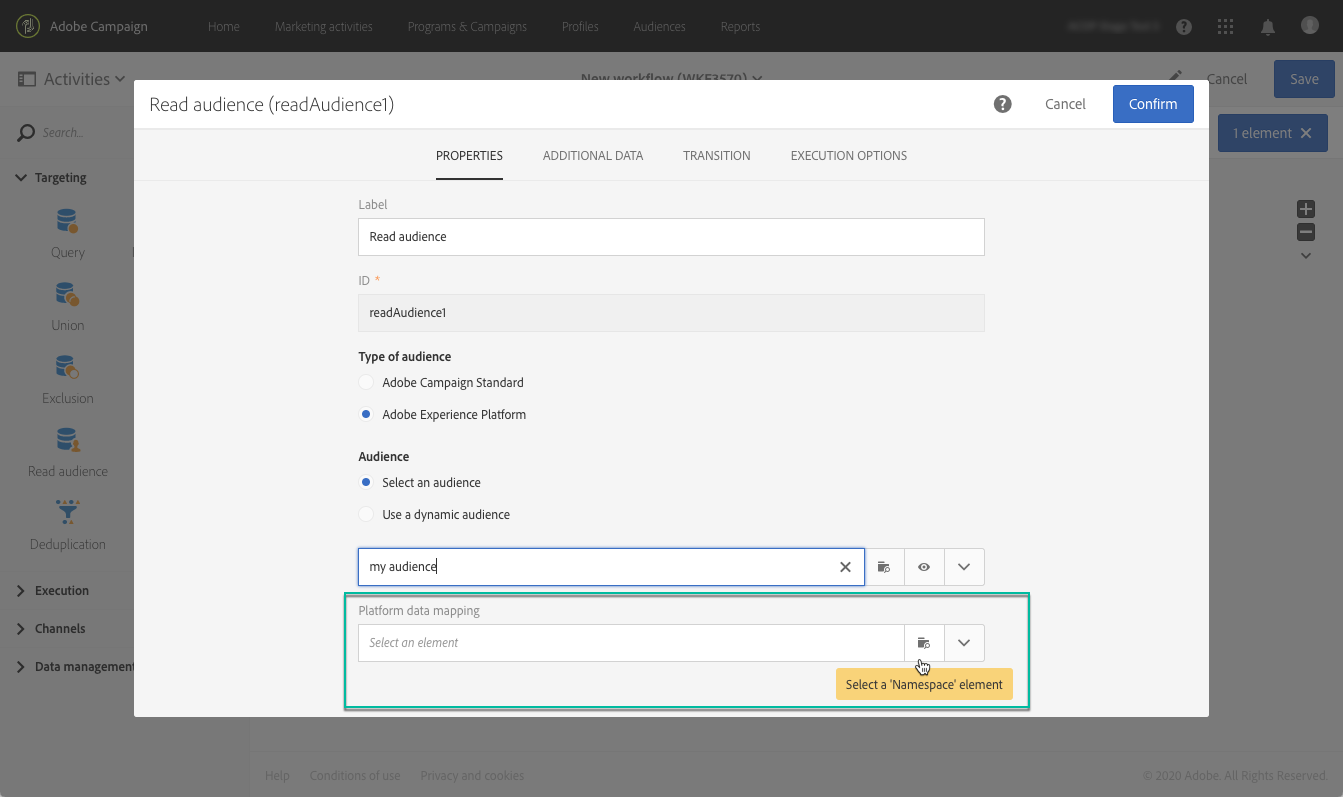 Adobe Campaign
Home
Marketing activities
Programs & Campaigns
Profiles
Audiences
Reports
Activities
New workflow (WKF3570)
Cancel
Save
Read audience (readAudience1)
Cancel
Confirm
Search...
1 element
PROPERTIES
ADDITIONAL DATA
TRANSITION
EXECUTION OPTIONS
Targeting
Query
Union
Exclusion
Read audience
Deduplication
Execution
Channels
Data management
Label
Read audience
ID *
readAudience1
Type of audience
Adobe Campaign Standard
Adobe Experience Platform
Audience
Select an audience
Use a dynamic audience
my audience
Platform data mapping
Select an element
Select a 'Namespace' element
Help
Conditions of use
Privacy and cookies
© 2020 Adobe. All Rights Reserved.